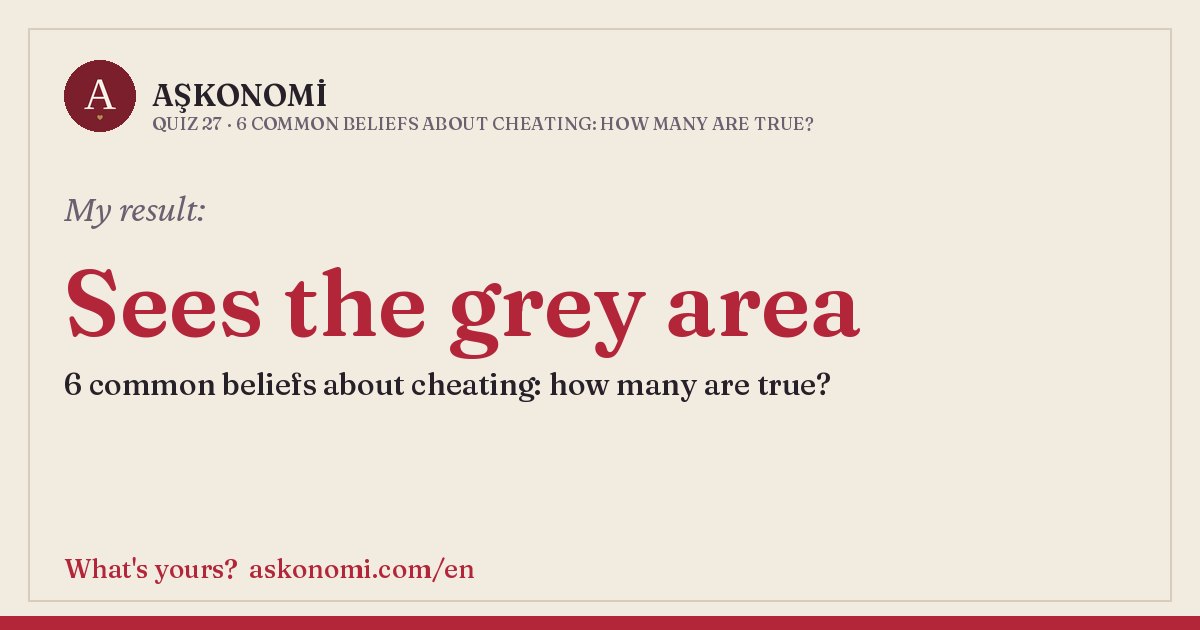 A
AŞKONOMİ
QUIZ 27 · 6 COMMON BELIEFS ABOUT CHEATING: HOW MANY ARE TRUE?
My result:
Sees the grey area
6 common beliefs about cheating: how many are true?
What's yours? askonomi.com/en